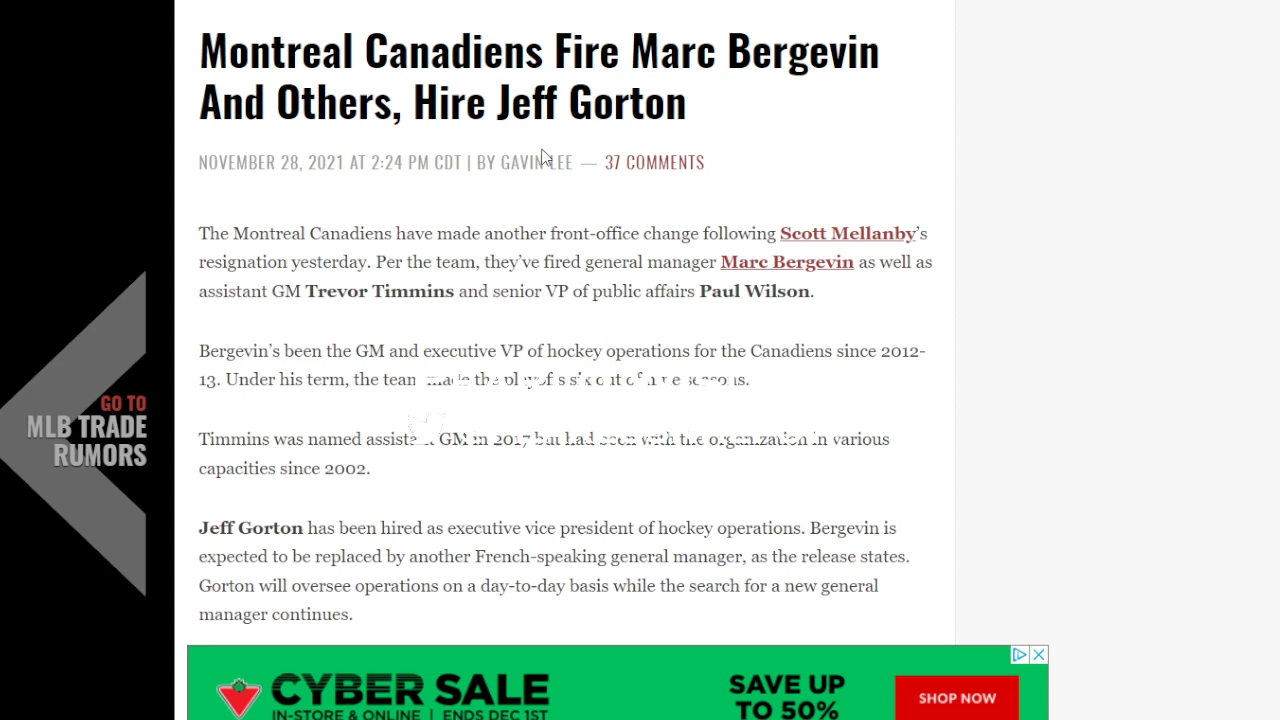 Montreal Canadiens Fire Marc Bergevin
And Others, Hire Jeff Gorton
NOVEMBER 28, 2021 AT 2:24 PM CDT | BY GAVIN LEE — 37 COMMENTS
The Montreal Canadiens have made another front-office change following Scott Mellanby’s
resignation yesterday. Per the team, they’ve fired general manager Marc Bergevin as well as
assistant GM Trevor Timmins and senior VP of public affairs Paul Wilson.
Bergevin’s been the GM and executive VP of hockey operations for the Canadiens since 2012-
13. Under his term, the team made the playoffs six out of nine seasons.
Timmins was named assistant GM in 2017 but had been with the organization in various
capacities since 2002.
Jeff Gorton has been hired as executive vice president of hockey operations. Bergevin is
expected to be replaced by another French-speaking general manager, as the release states.
Gorton will oversee operations on a day-to-day basis while the search for a new general
manager continues.
GO TO
MLB TRADE
RUMORS
CYBER SALE
IN-STORE & ONLINE | ENDS DEC 1ST
SAVE UP
TO 50%
SHOP NOW